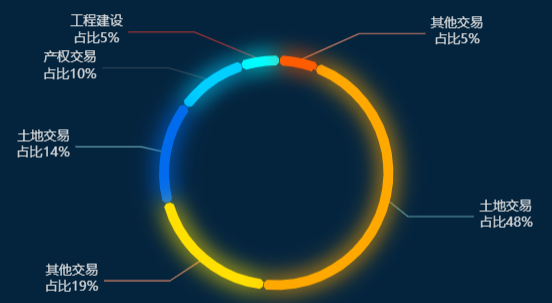 工程建设
占比5%
其他交易
占比5%
产权交易
占比10%
土地交易
占比14%
土地交易
占比48%
其他交易
占比19%